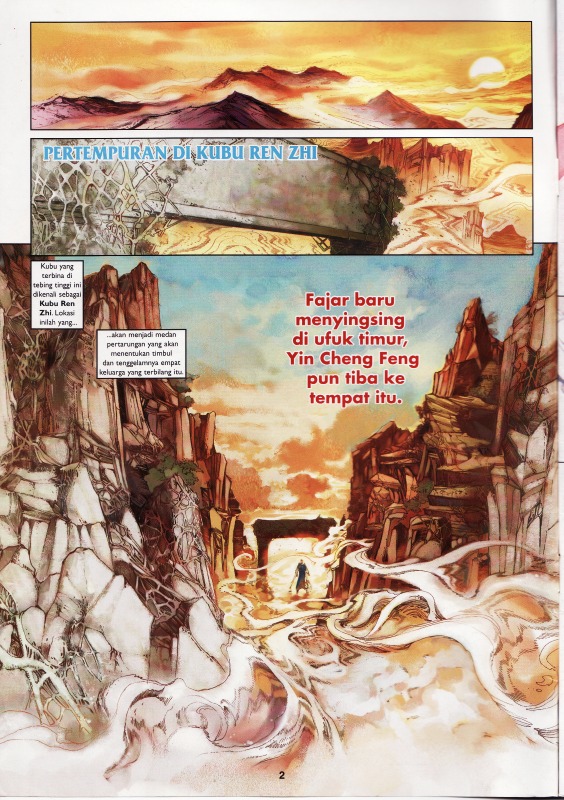 PERTEMPURAN DI KUBU REN ZHI
Kubu yang
terbina di
tebing tinggi ini
dikenali sebagai
Kubu Ren
Zhi. Lokasi
inilah yang...
...akan menjadi medan
pertarungan yang akan
menentukan timbul
dan tenggelamnya empat
keluarga yang terbilang itu.
Fajar baru
menyingsing
di ufuk timur,
Yin Cheng Feng
pun tiba ke
tempat itu.
2